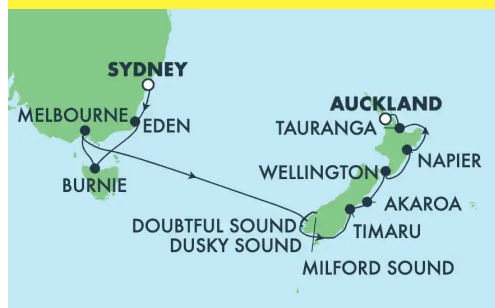 SYDNEY
MELBOURNE
EDEN
BURNIE
AUCKLAND
TAURANGA
NAPIER
WELLINGTON
AKAROA
DOUBTFUL SOUND
TIMARU
DUSKY SOUND
MILFORD SOUND